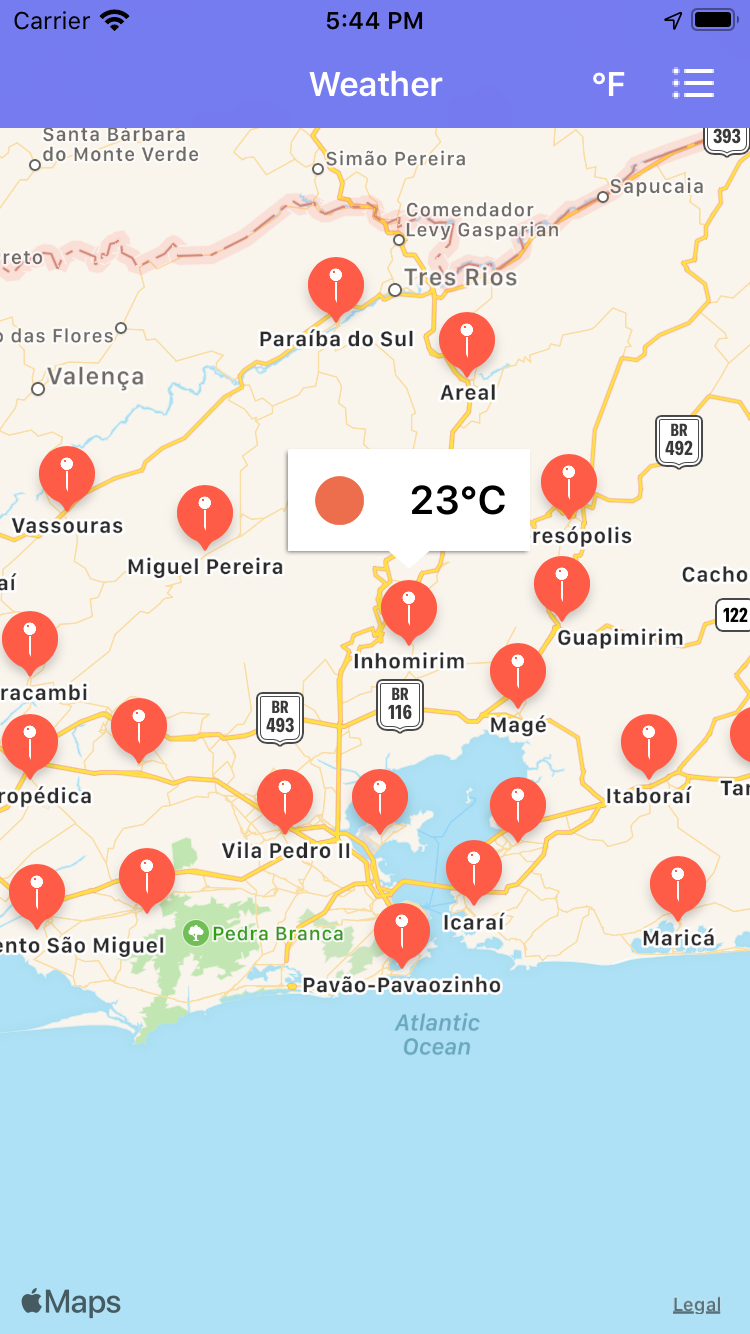 Carrier
5:44 PM
Weather
°F
393
Santa Bárbara
do Monte Verde
Simão Pereira
Sapucaia
Comendador
Levy Gasparian
reto
Tres Rios
o das Flores
Paraíba do Sul
Valença
Areal
BR
492
23°C
Vassouras
resópolis
Miguel Pereira
aí
Cacho
122
Guapimirim
Inhomirim
racambi
BR
493
BR
116
Magé
ropédica
Itaboraí
Tar
Vila Pedro II
Icaraí
ento São Miguel
Pedra Branca
Maricá
Pavão-Pavaozinho
Atlantic
Ocean
Maps
Legal